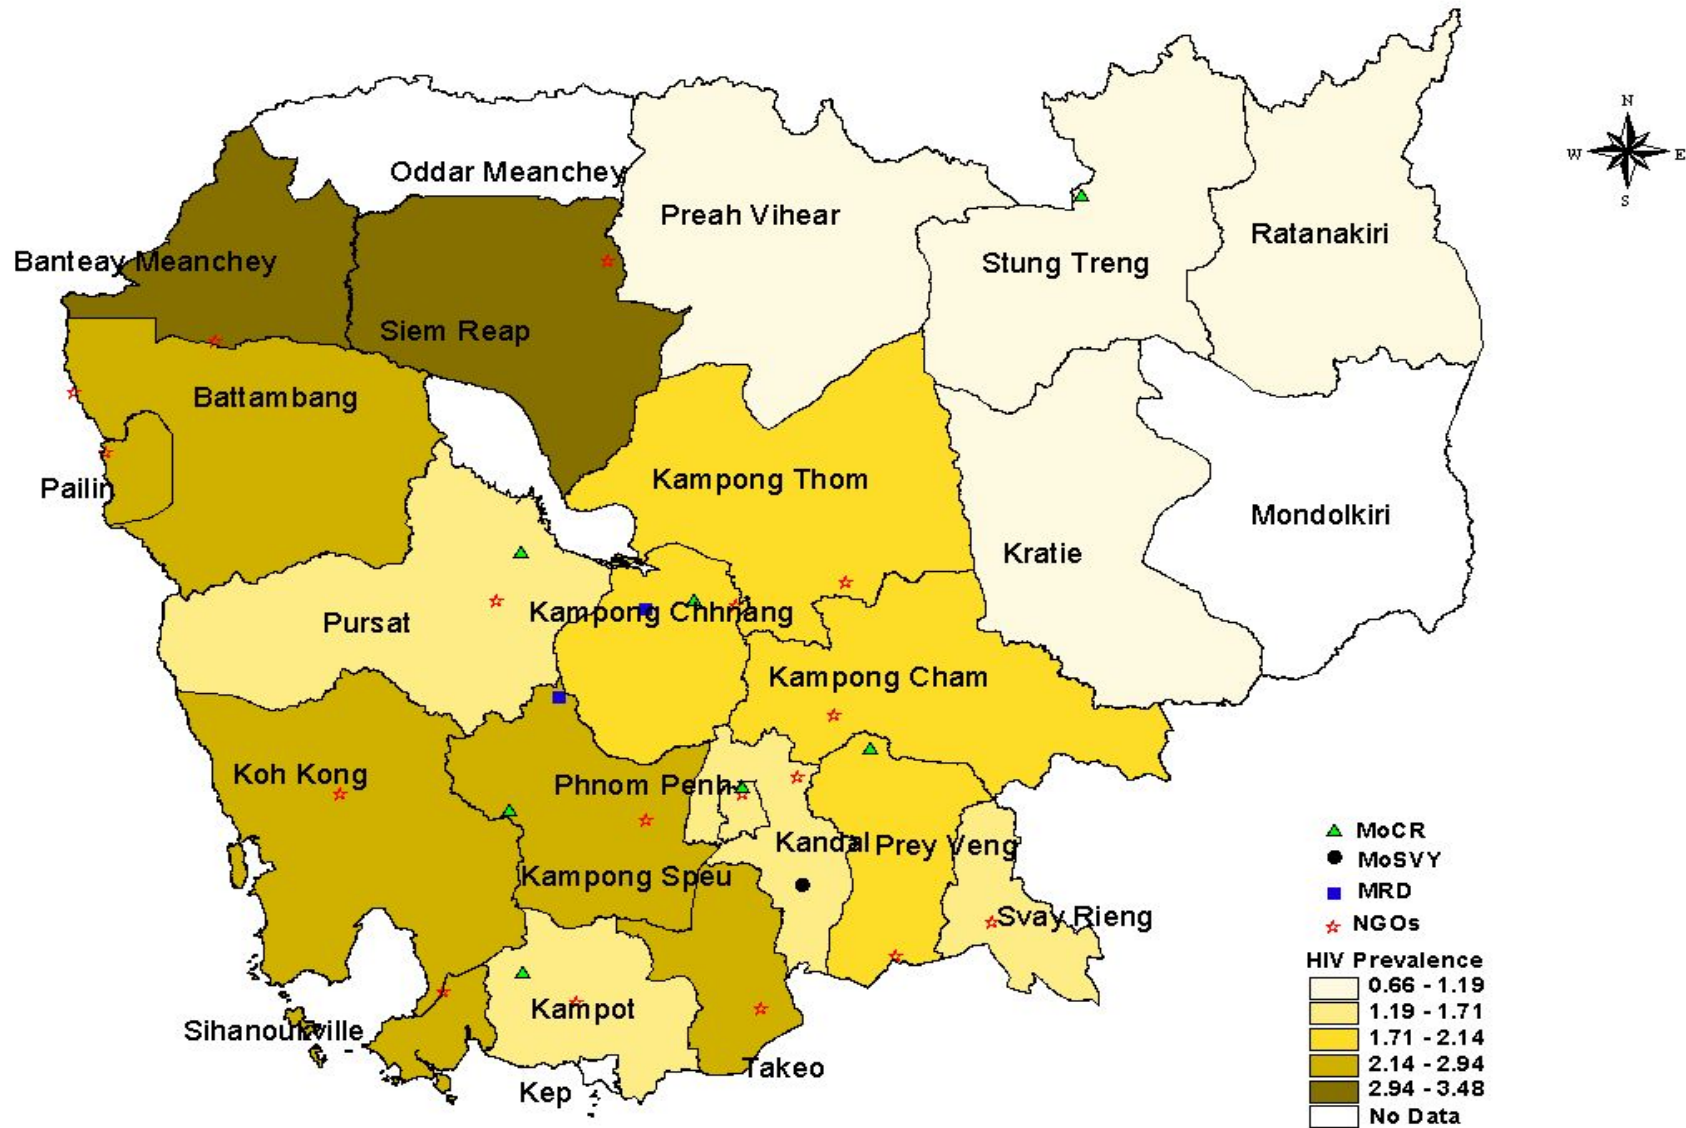 N
W E
S
Oddar Meanchey
Preah Vihear
Ratanakiri
Banteay Meanchey
Stung Treng
Siem Reap
Battambang
Kampong Thom
Pailin
Mondolkiri
Kratie
Pursat
Kampong Chhnang
Kampong Cham
Koh Kong
Phnom Penh
Kandal
Prey Veng
Kampong Speu
Svay Rieng
Kampot
Sihanoukville
Takeo
Kep
MoCR
MoSVY
MRD
NGOs
HIV Prevalence
0.66 - 1.19
1.19 - 1.71
1.71 - 2.14
2.14 - 2.94
2.94 - 3.48
No Data